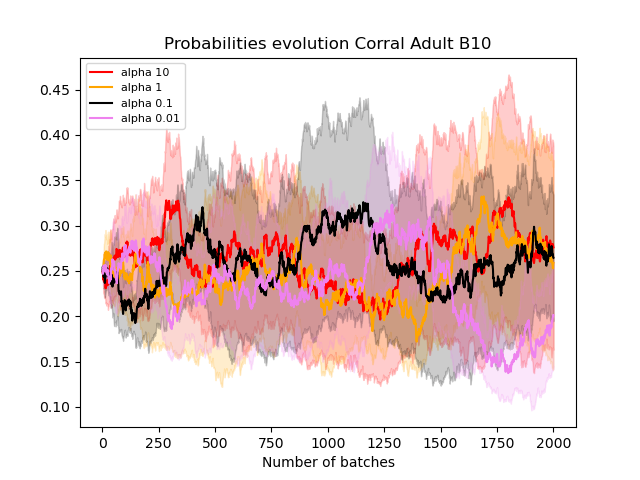 Probabilities evolution Corral Adult B10
alpha 10
alpha 1
alpha 0.1
alpha 0.01
0.45
0.40
0.35
0.30
0.25
0.20
0.15
0.10
0 250 500 750 1000 1250 1500 1750 2000
Number of batches